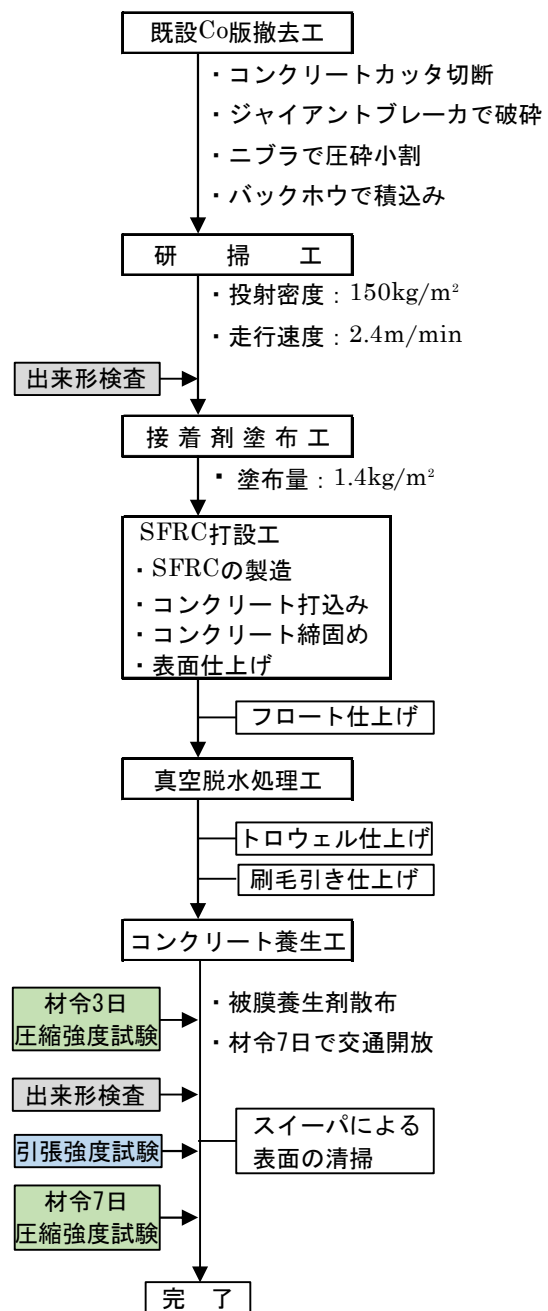 既設Co版撤去工
・コンクリートカッタ切断
・ジャイアントブレーカで破砕
・ニブラで圧砕小割
・バックホウで積込み
研 掃 工
・投射密度：150kg/m²
・走行速度：2.4m/min
出来形検査
接着剤塗布工
・塗布量：1.4kg/m²
SFRC打設工
・SFRCの製造
・コンクリート打込み
・コンクリート締固め
・表面仕上げ
フロート仕上げ
真空脱水処理工
トロウェル仕上げ
刷毛引き仕上げ
コンクリート養生工
材令3日
圧縮強度試験
・被膜養生剤散布
・材令7日で交通開放
出来形検査
引張強度試験
スイーパによる
表面の清掃
材令7日
圧縮強度試験
完 了